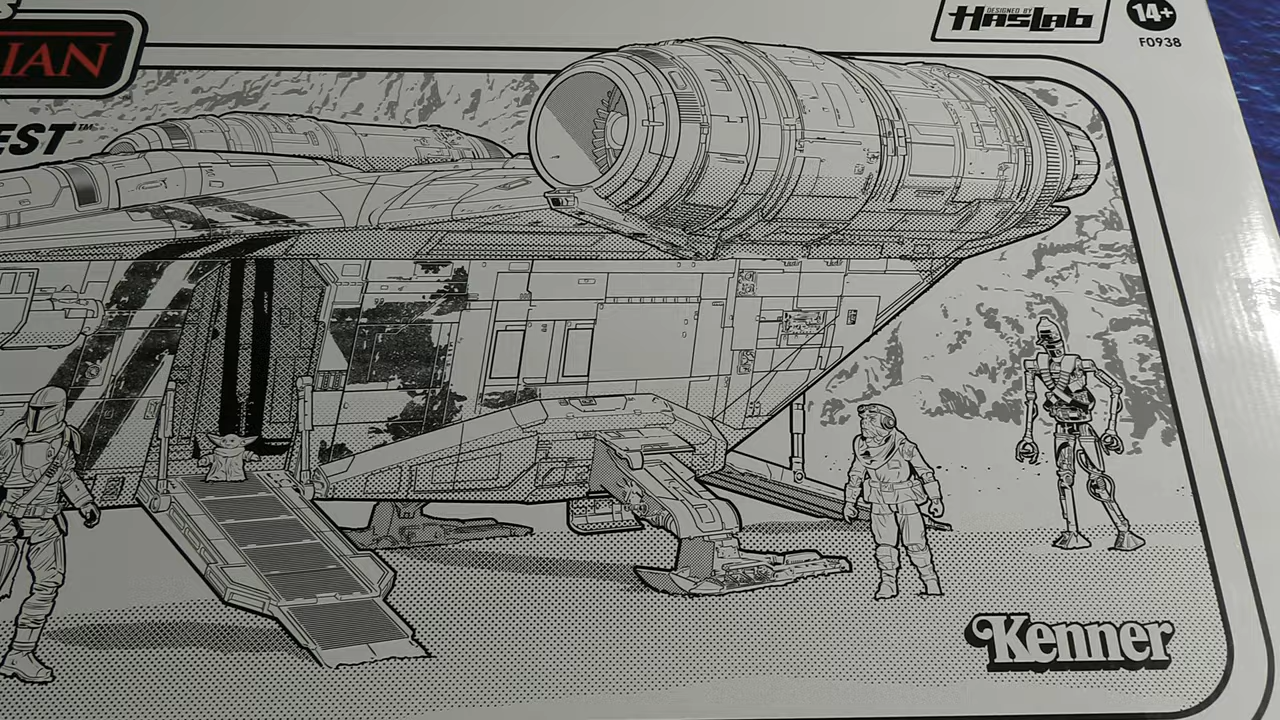 DESIGNED BY
HASLAB
14+
F0938
IAN
EST™
Kenner